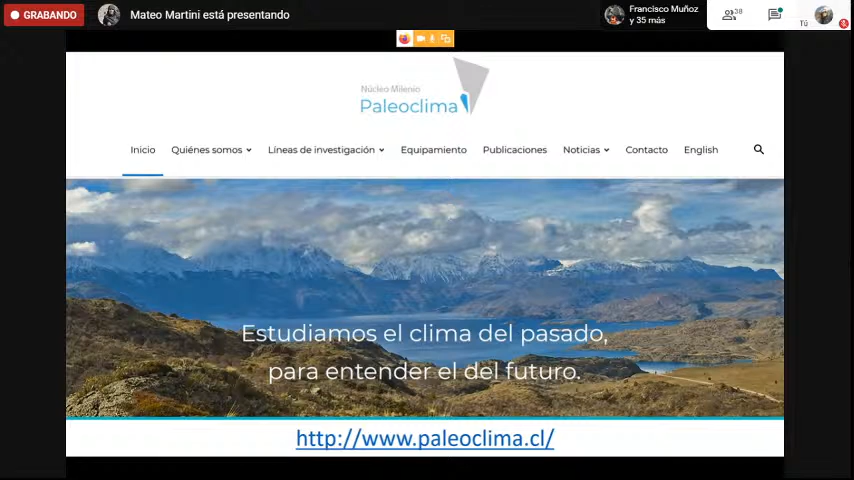 GRABANDO
Mateo Martini está presentando
Francisco Muñoz
y 35 más
38
Tú
Núcleo Milenio
Paleoclima
Inicio
Quiénes somos
Líneas de investigación
Equipamiento
Publicaciones
Noticias
Contacto
English
Estudiamos el clima del pasado,
para entender el del futuro.
http://www.paleoclima.cl/